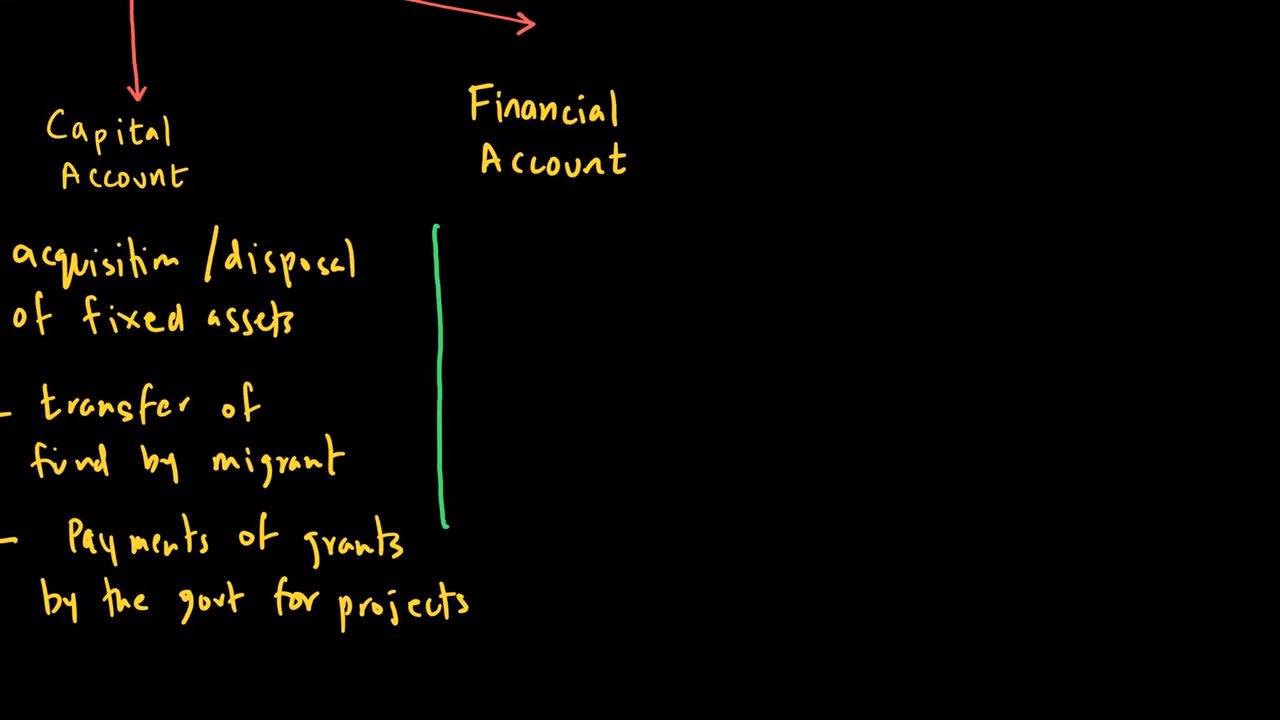 Capital
Account
Financial
Account
acquisition / disposal
of fixed assets
- transfer of
fund by migrant
- Payments of grants
by the govt for projects